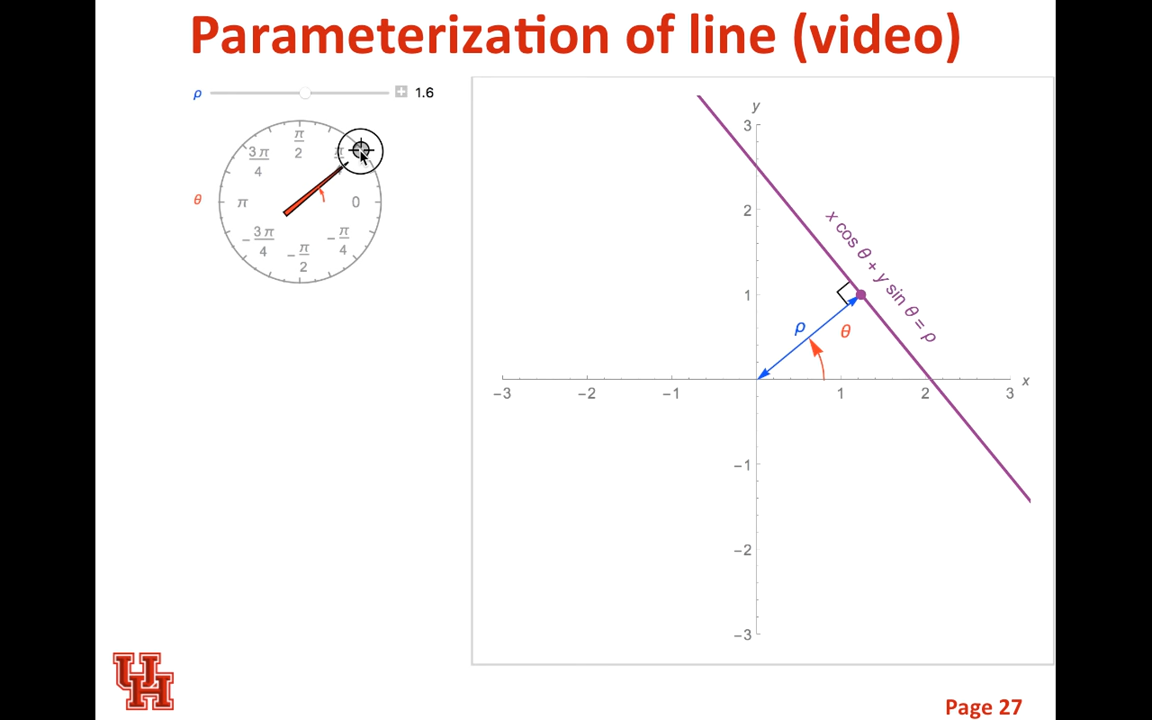 Parameterization of line (video)
ρ 1.6
π/2
3π/4
π
0
θ
-3π/4
-π/2
-π/4
y
3
2
1
-1
-2
-3
-3 -2 -1 1 2 3 x
x cos θ + y sin θ = ρ
ρ
θ
UH
Page 27